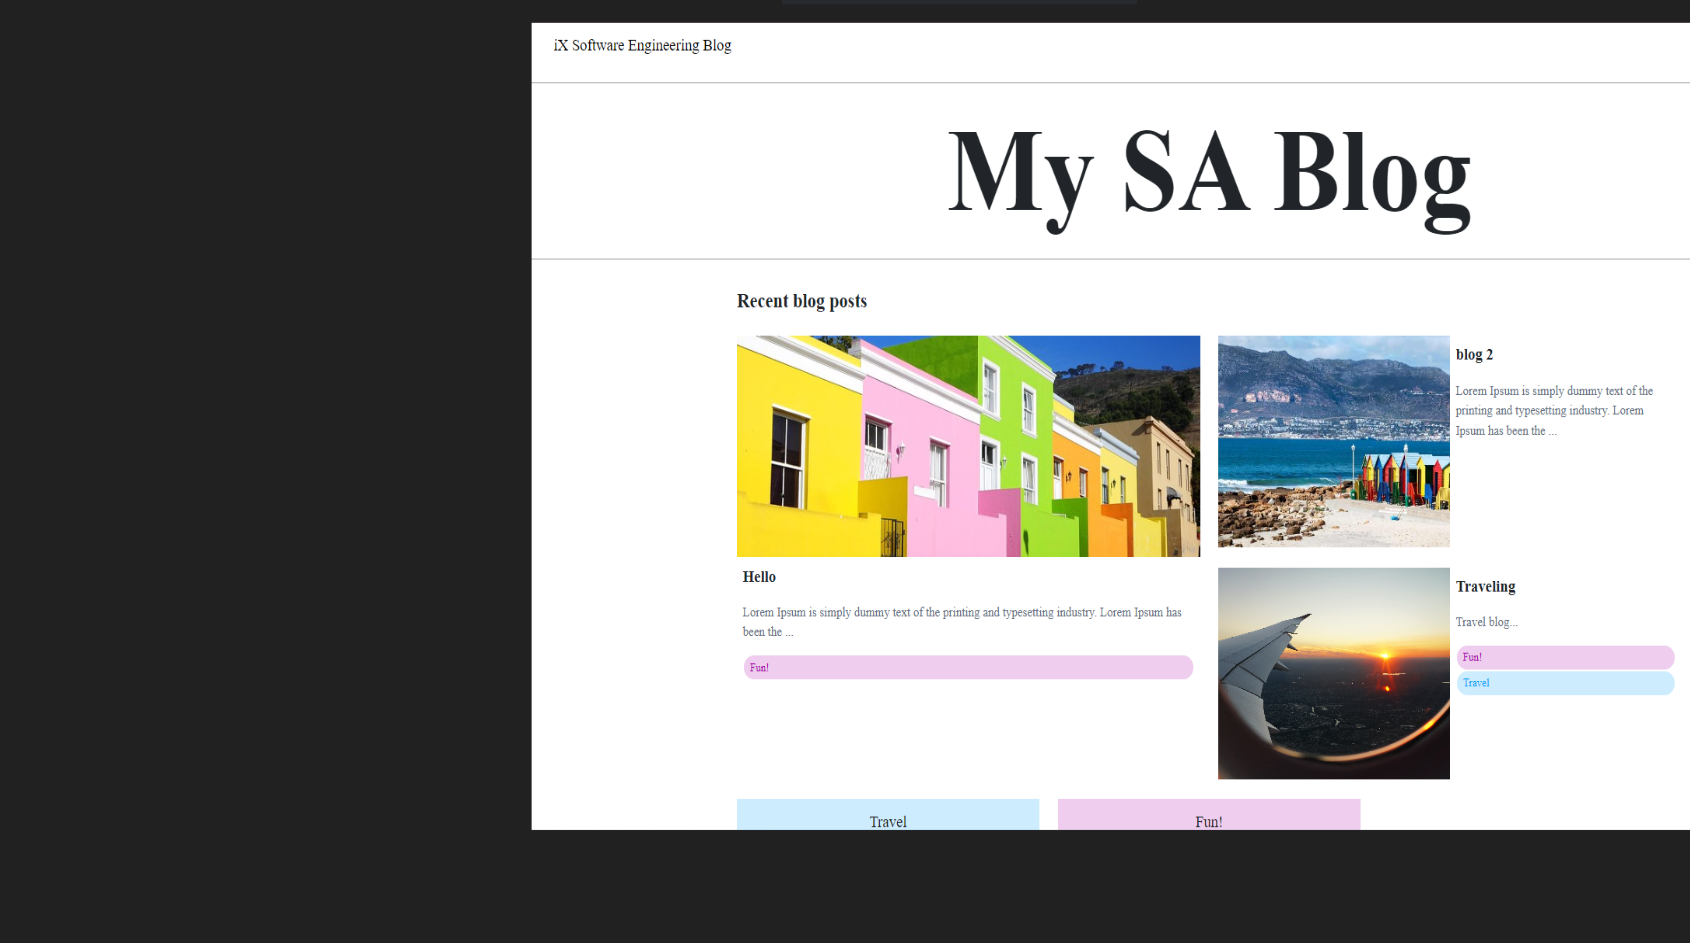 iX Software Engineering Blog
My SA Blog
Recent blog posts
Hello
Lorem Ipsum is simply dummy text of the printing and typesetting industry. Lorem Ipsum has
been the ...
Fun!
blog 2
Lorem Ipsum is simply dummy text of the
printing and typesetting industry. Lorem
Ipsum has been the ...
Traveling
Travel blog...
Fun!
Travel
Travel
Fun!